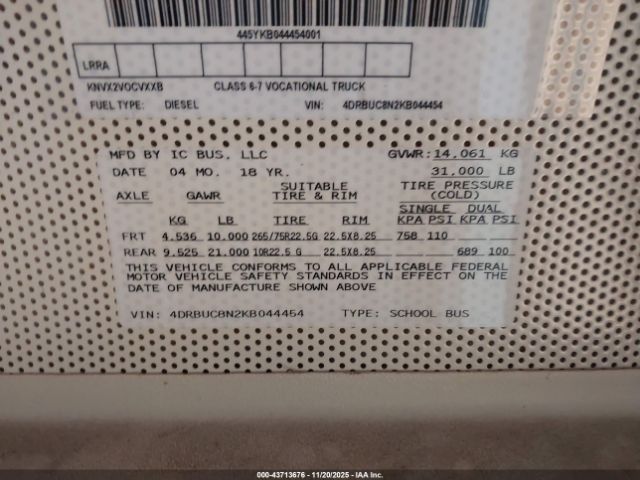 445YKB044454001
LRRA
KNVX2VOCVXXB CLASS 6-7 VOCATIONAL TRUCK
FUEL TYPE: DIESEL VIN: 4DRBUC8N2KB044454
MFD BY IC BUS, LLC GVWR: 14,061 KG
DATE 04 MO. 18 YR. 31,000 LB
AXLE GAWR SUITABLE TIRE & RIM TIRE PRESSURE (COLD)
SINGLE DUAL
KG LB TIRE RIM KPA PSI KPA PSI
FRT 4,536 10,000 265/75R22.5G 22.5X8.25 758 110
REAR 9,525 21,000 10R22.5 G 22.5X8.25 689 100
THIS VEHICLE CONFORMS TO ALL APPLICABLE FEDERAL
MOTOR VEHICLE SAFETY STANDARDS IN EFFECT ON THE
DATE OF MANUFACTURE SHOWN ABOVE
VIN: 4DRBUC8N2KB044454 TYPE: SCHOOL BUS
000-43713676 | 11/20/2025 | IAA Inc.